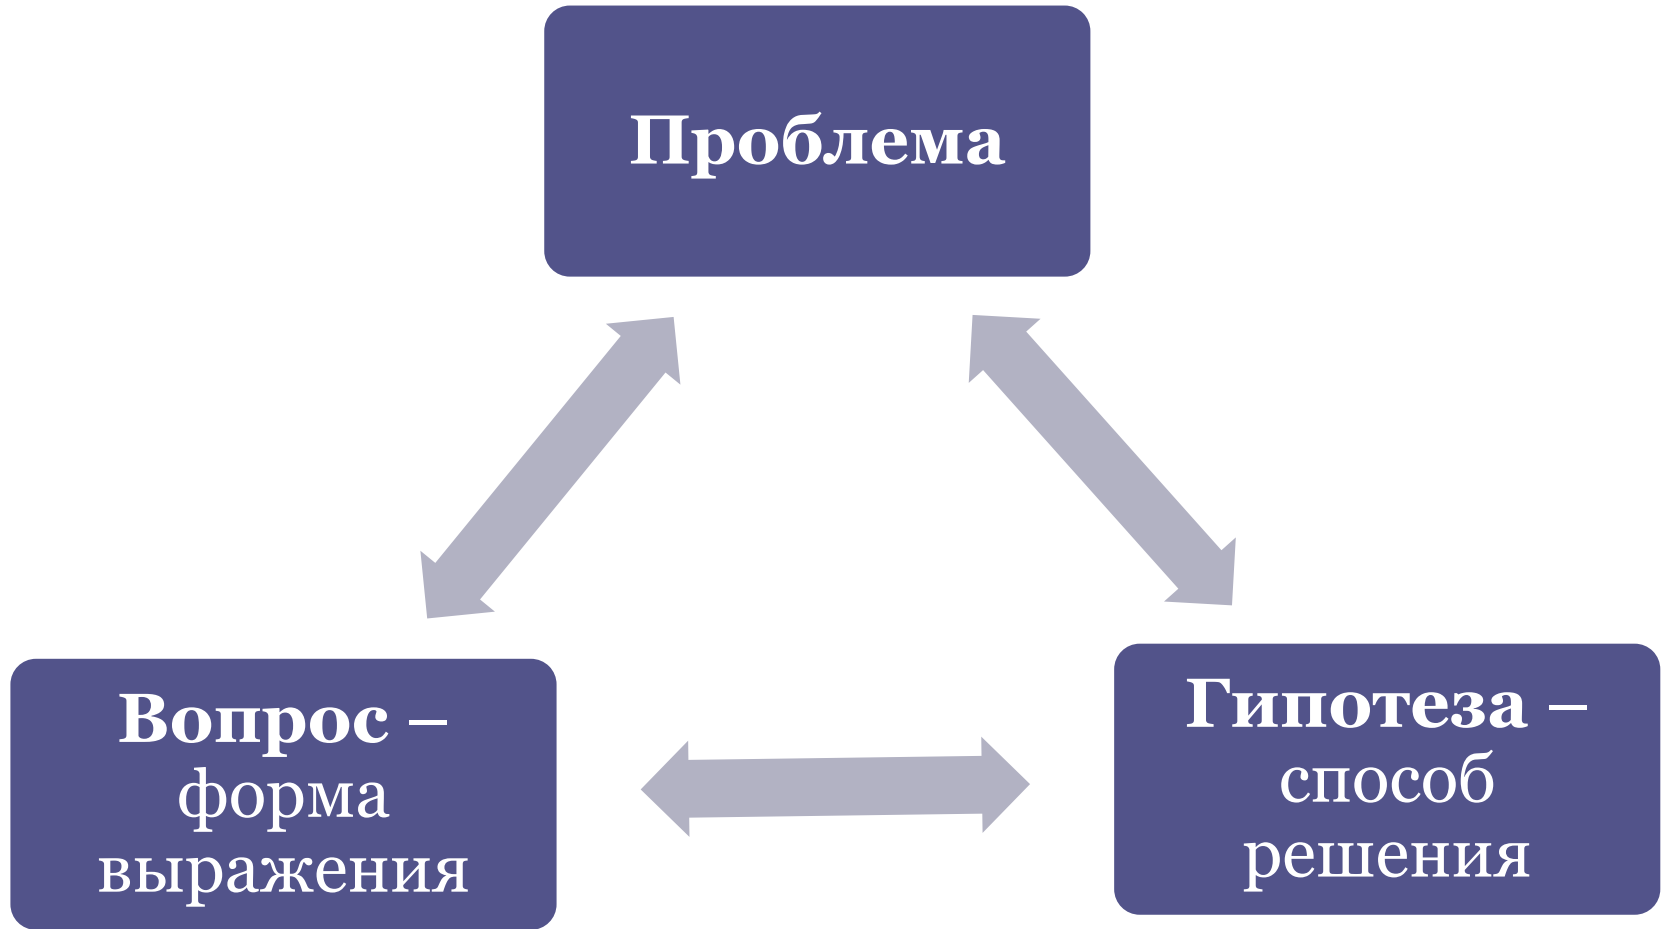 Проблема
Вопрос –
форма
выражения
Гипотеза –
способ
решения